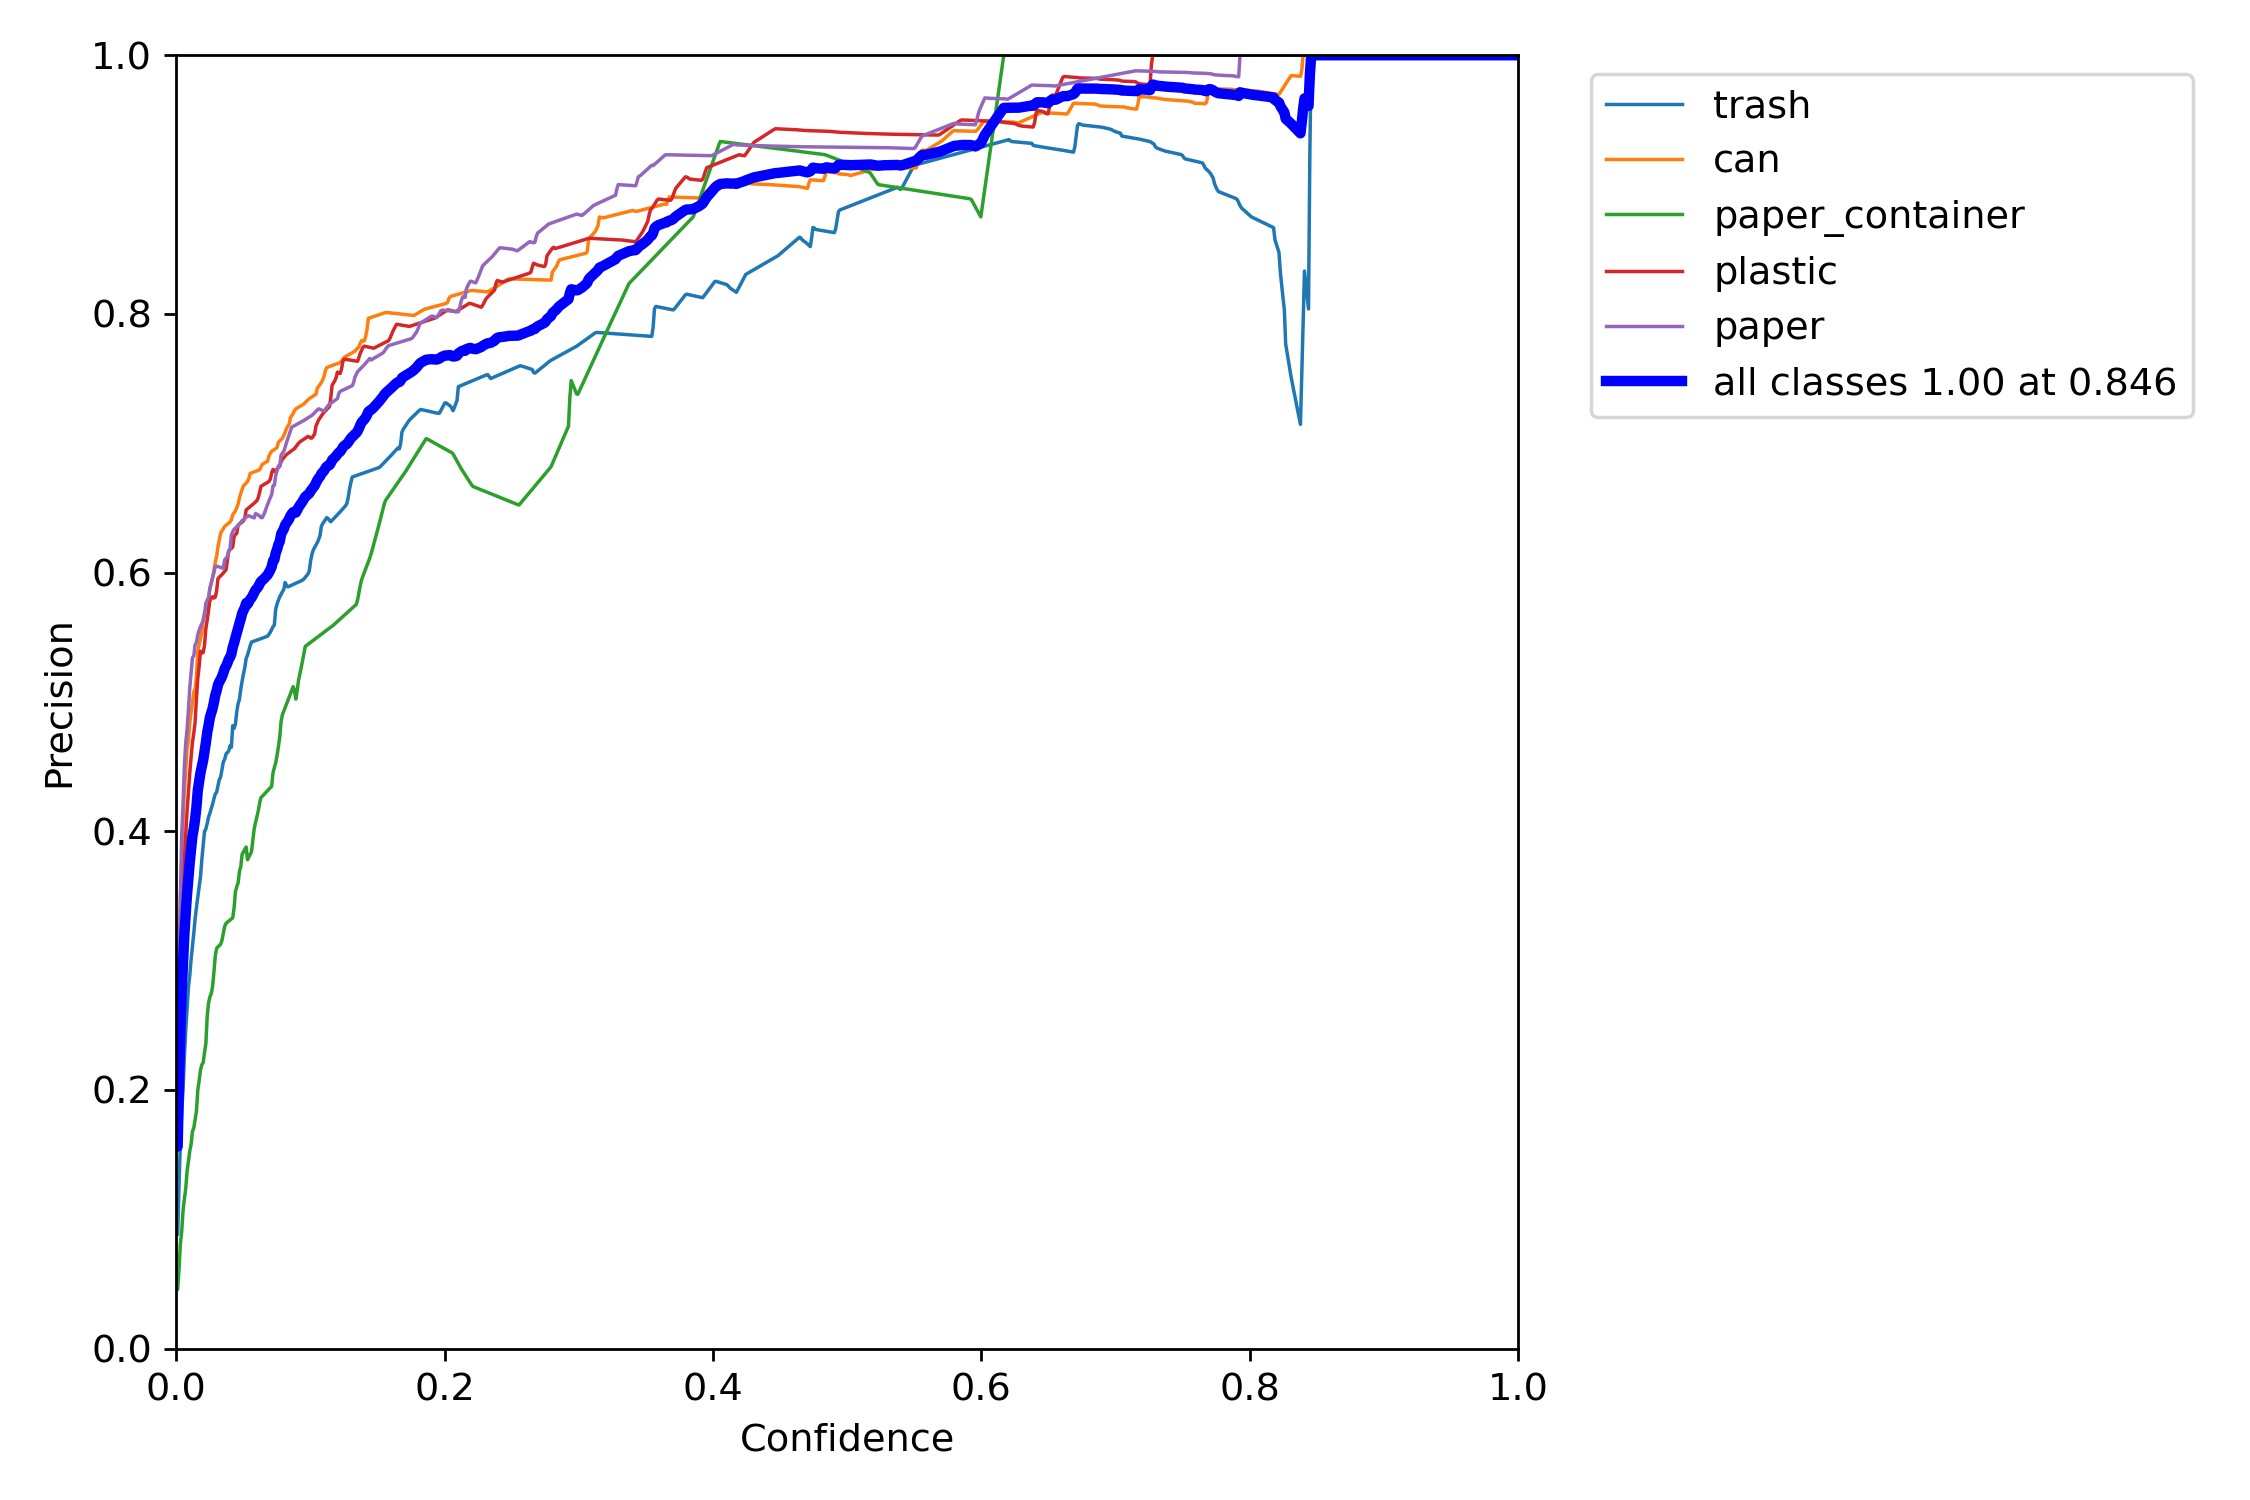 1.0
0.8
0.6
0.4
0.2
0.0
Precision
0.0 0.2 0.4 0.6 0.8 1.0
Confidence
trash
can
paper_container
plastic
paper
all classes 1.00 at 0.846